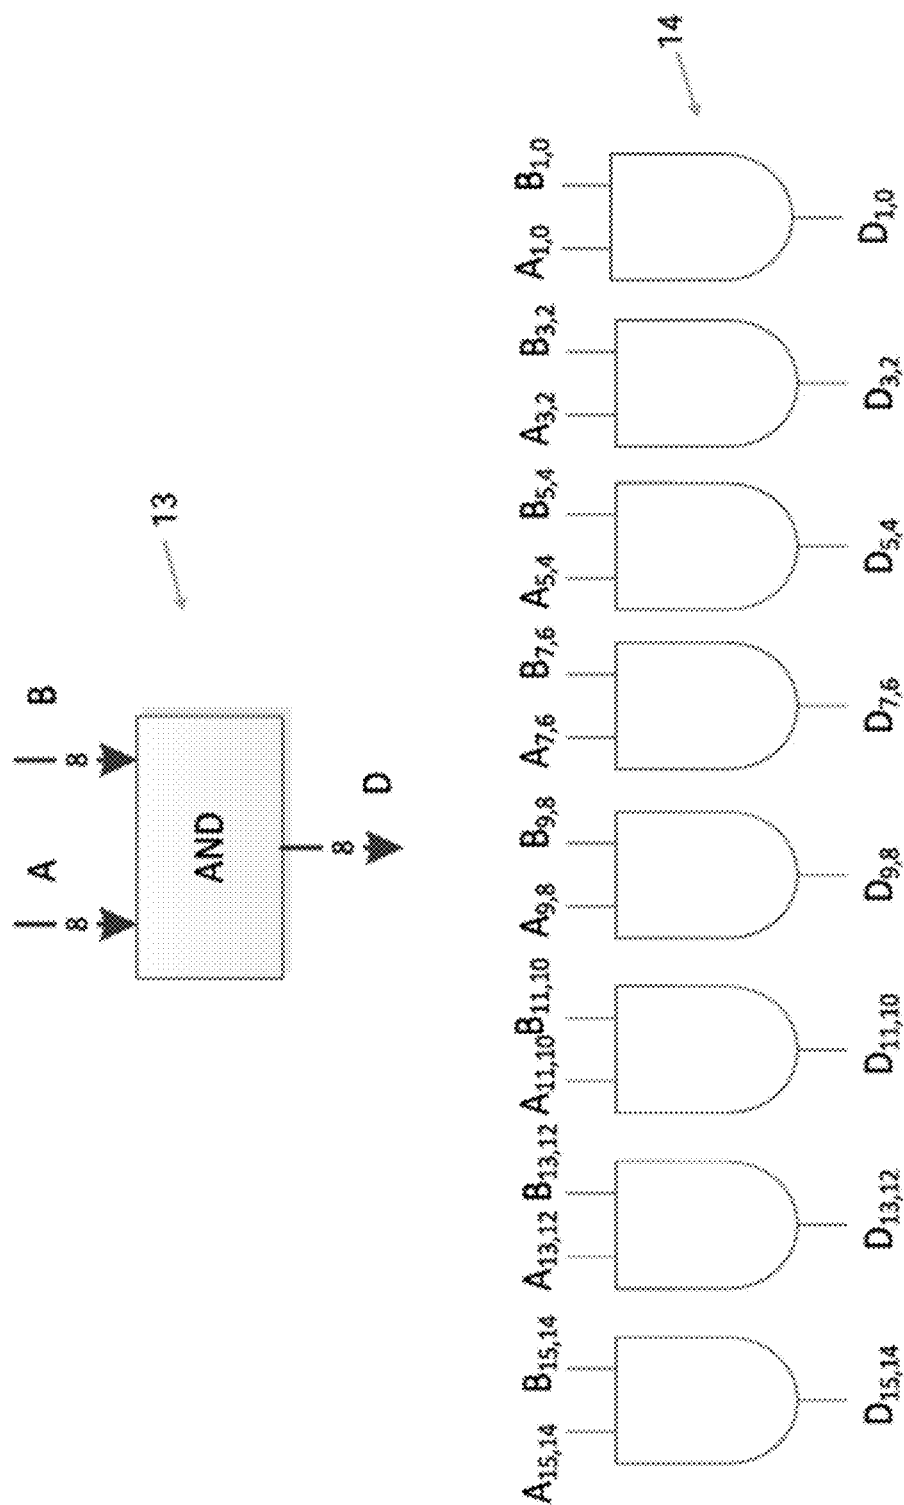 A B
8 8
13
AND
8
D
A15,14 B15,14 A13,12 B13,12 A11,10 B11,10 A9,8 B9,8 A7,6 B7,6 A5,4 B5,4 A3,2 B3,2 A1,0 B1,0
14
D15,14 D13,12 D11,10 D9,8 D7,6 D5,4 D3,2 D1,0